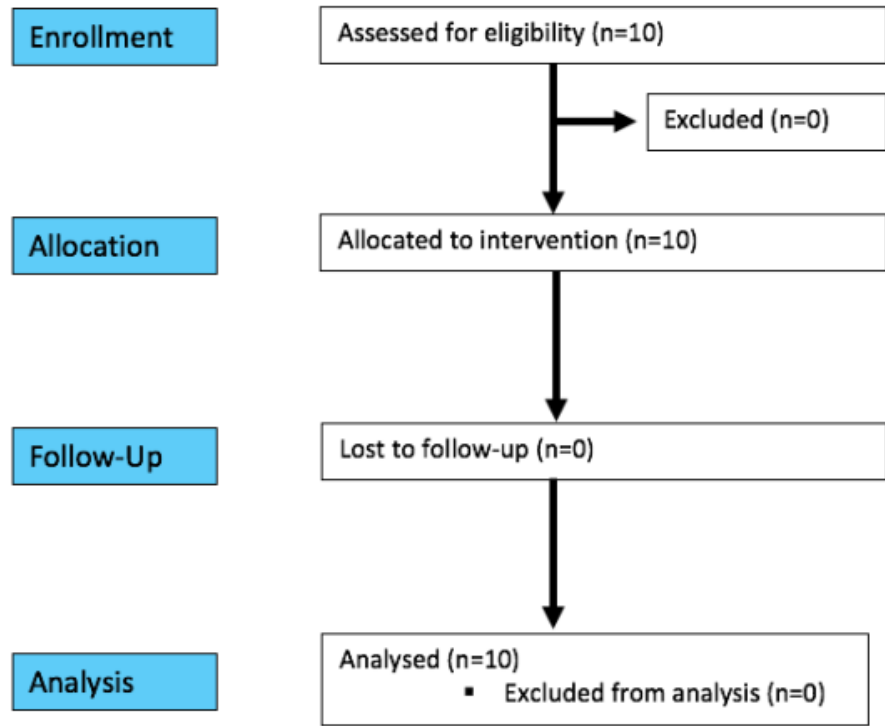 Enrollment
Assessed for eligibility (n=10)
Excluded (n=0)
Allocation
Allocated to intervention (n=10)
Follow-Up
Lost to follow-up (n=0)
Analysis
Analysed (n=10)
▪ Excluded from analysis (n=0)